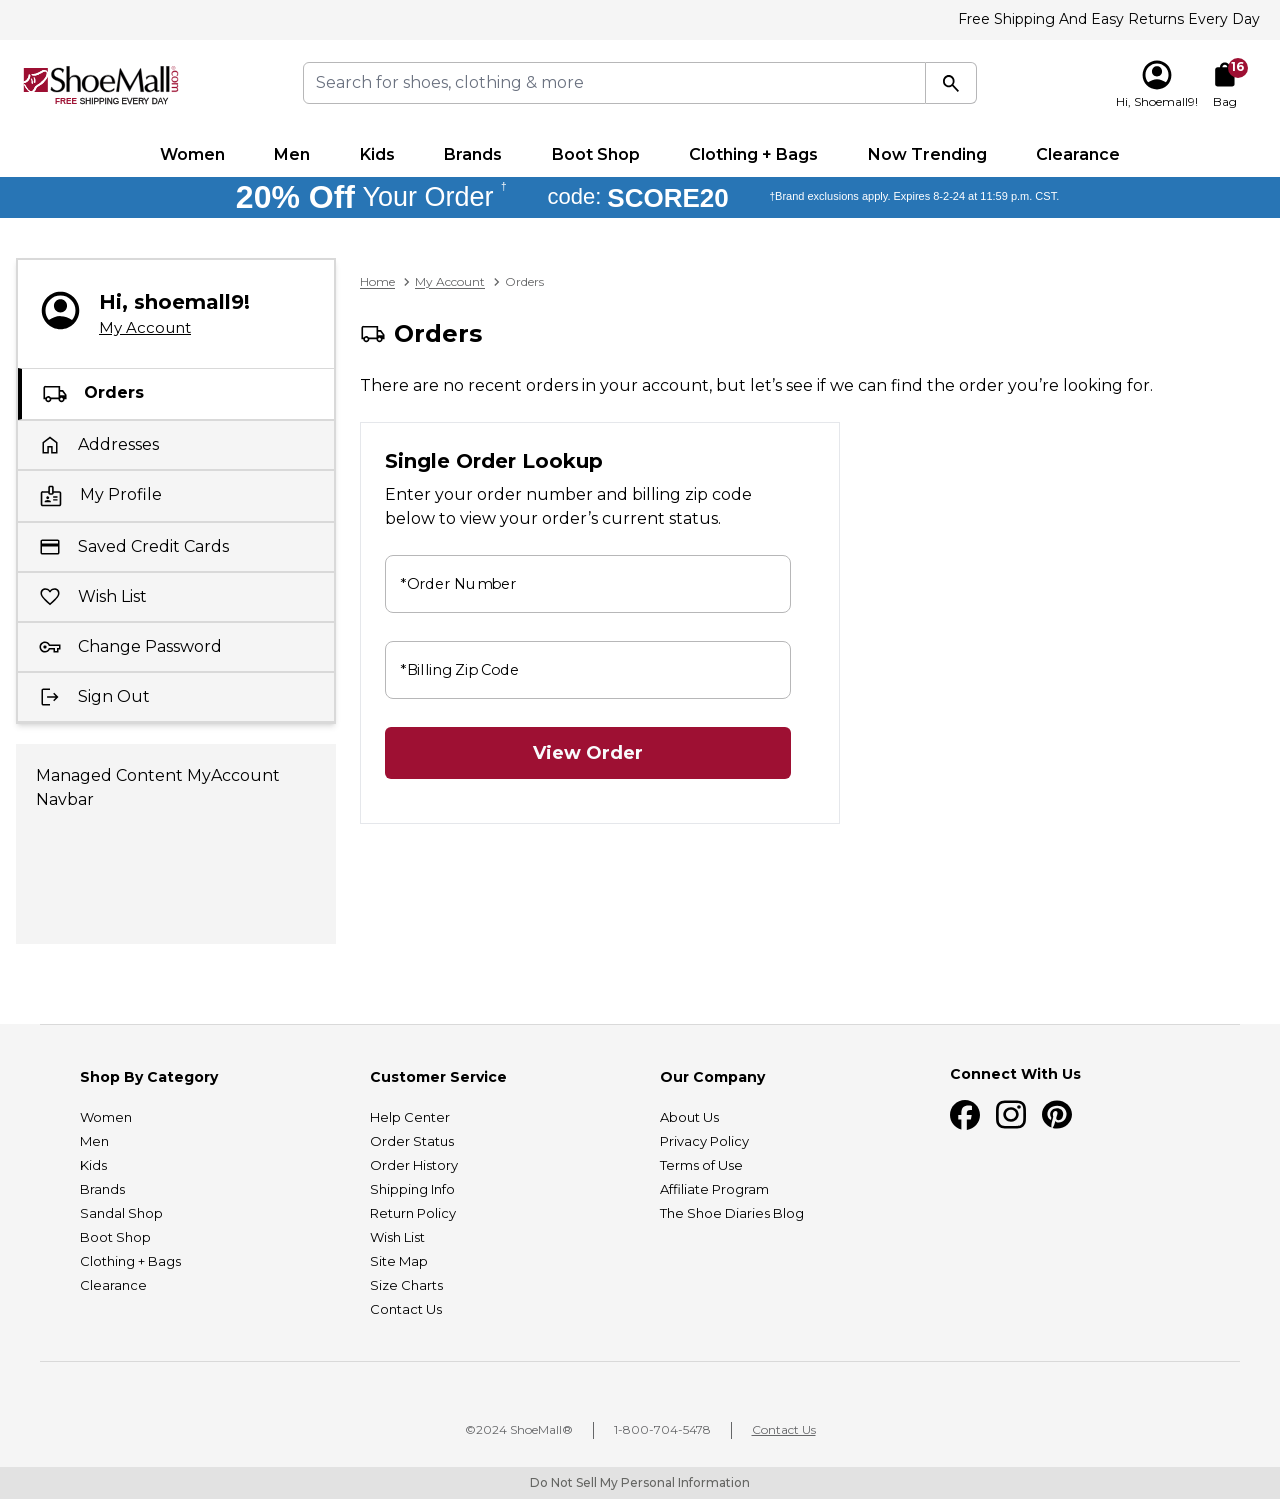 Free Shipping And Easy Returns Every Day
ShoeMall.com®
FREE SHIPPING EVERY DAY
Search for shoes, clothing & more
16
Hi, Shoemall9!
Bag
Women Men Kids Brands Boot Shop Clothing + Bags Now Trending Clearance
20% Off Your Order † code: SCORE20 †Brand exclusions apply. Expires 8-2-24 at 11:59 p.m. CST.
Hi, shoemall9!
My Account
Orders
Addresses
My Profile
Saved Credit Cards
Wish List
Change Password
Sign Out
Managed Content MyAccount
Navbar
Home > My Account > Orders
Orders
There are no recent orders in your account, but let’s see if we can find the order you’re looking for.
Single Order Lookup
Enter your order number and billing zip code
below to view your order’s current status.
*Order Number
*Billing Zip Code
View Order
Shop By Category
Women
Men
Kids
Brands
Sandal Shop
Boot Shop
Clothing + Bags
Clearance
Customer Service
Help Center
Order Status
Order History
Shipping Info
Return Policy
Wish List
Site Map
Size Charts
Contact Us
Our Company
About Us
Privacy Policy
Terms of Use
Affiliate Program
The Shoe Diaries Blog
Connect With Us
©2024 ShoeMall® | 1-800-704-5478 | Contact Us
Do Not Sell My Personal Information